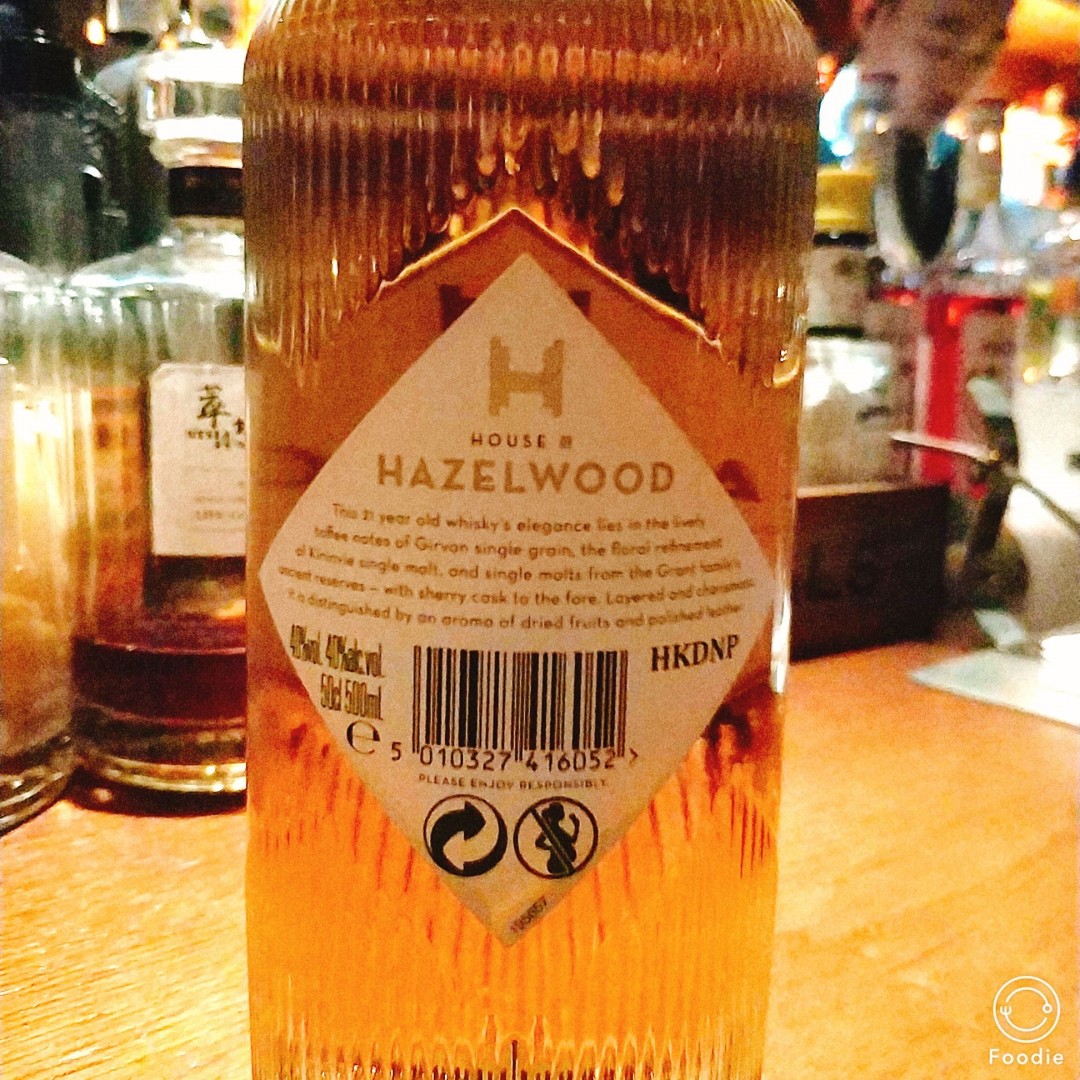 HOUSE OF
HAZELWOOD
This 21 year old whisky's elegance lies in the lively
toffee notes of Girvan single grain, the floral refinement
of Kininvie single malt, and single malts from the Grant family's
ancient reserves – with sherry cask to the fore. Layered and charismatic
it is distinguished by an aroma of dried fruits and polished leather
40%vol. 40%alc.vol.
50cl 500ml
e
HKDNP
5 010327 416052 >
PLEASE ENJOY RESPONSIBLY.
Foodie